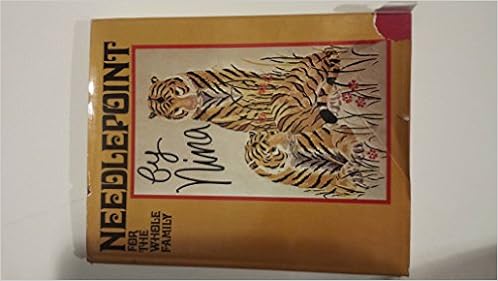 NEEDLEPOINT
FOR
THE
WHOLE
FAMILY
by
Nina